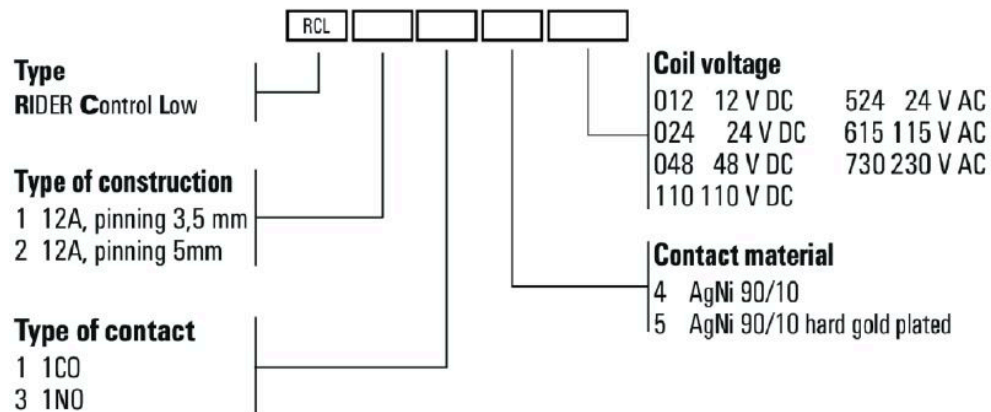 RCL
Type
RIDER Control Low
Type of construction
1 12A, pinning 3,5 mm
2 12A, pinning 5mm
Type of contact
1 1CO
3 1NO
Coil voltage
012 12 V DC 524 24 V AC
024 24 V DC 615 115 V AC
048 48 V DC 730 230 V AC
110 110 V DC
Contact material
4 AgNi 90/10
5 AgNi 90/10 hard gold plated